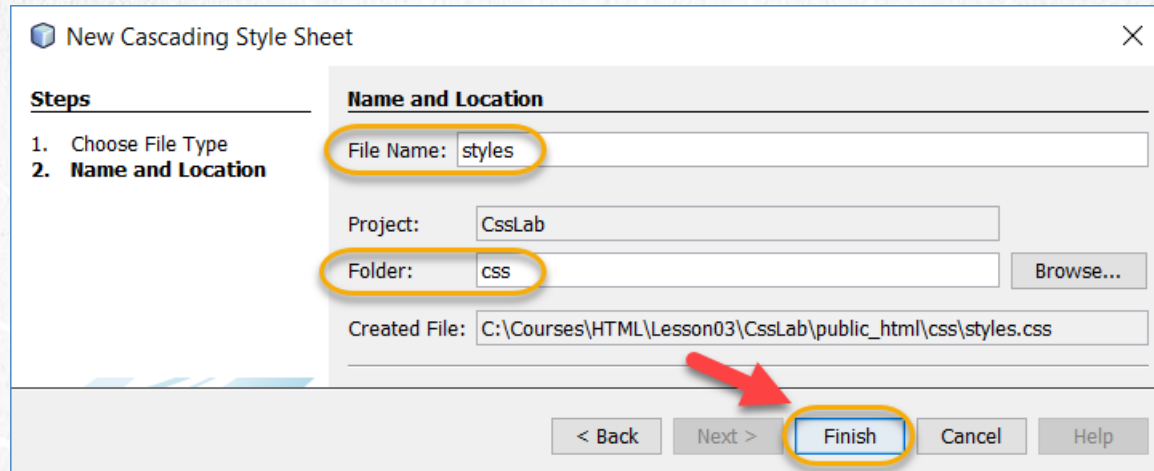 New Cascading Style Sheet
Steps
1. Choose File Type
2. Name and Location
Name and Location
File Name: styles
Project: CssLab
Folder: css Browse...
Created File: C:\Courses\HTML\Lesson03\CssLab\public_html\css\styles.css
< Back Next > Finish Cancel Help